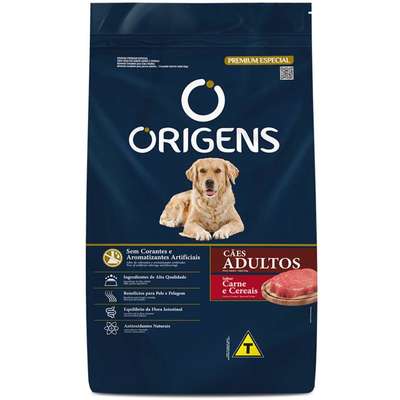 PREMIUM ESPECIAL
ORIGENS
Sem Corantes e
Aromatizantes Artificiais
Ingredientes de Alta Qualidade
Benefícios para Pele e Pelagem
Equilíbrio da Flora Intestinal
Antioxidantes Naturais
CÃES
ADULTOS
Sabor
Carne
e Cereais
T